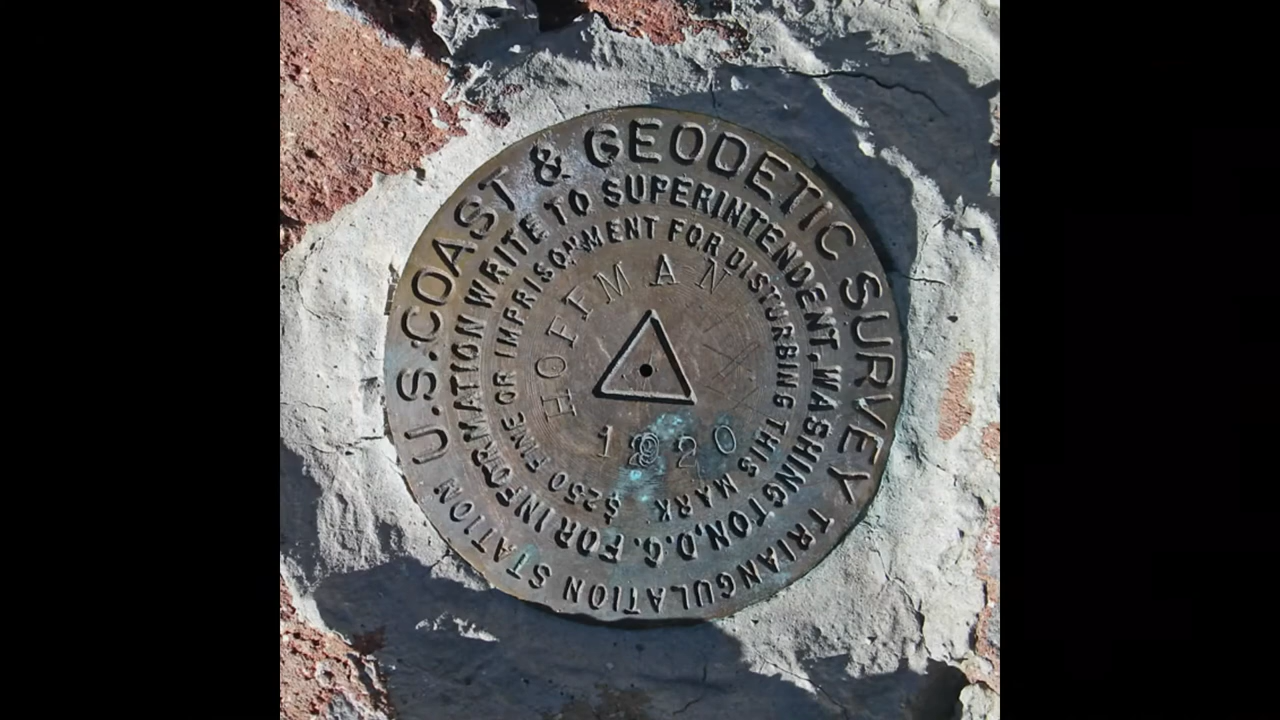 U.S. COAST & GEODETIC SURVEY
TRIANGULATION STATION
FOR INFORMATION WRITE TO SUPERINTENDENT, WASHINGTON, D.C.
$250 FINE OR IMPRISONMENT FOR DISTURBING THIS MARK
HOFFMAN
1920